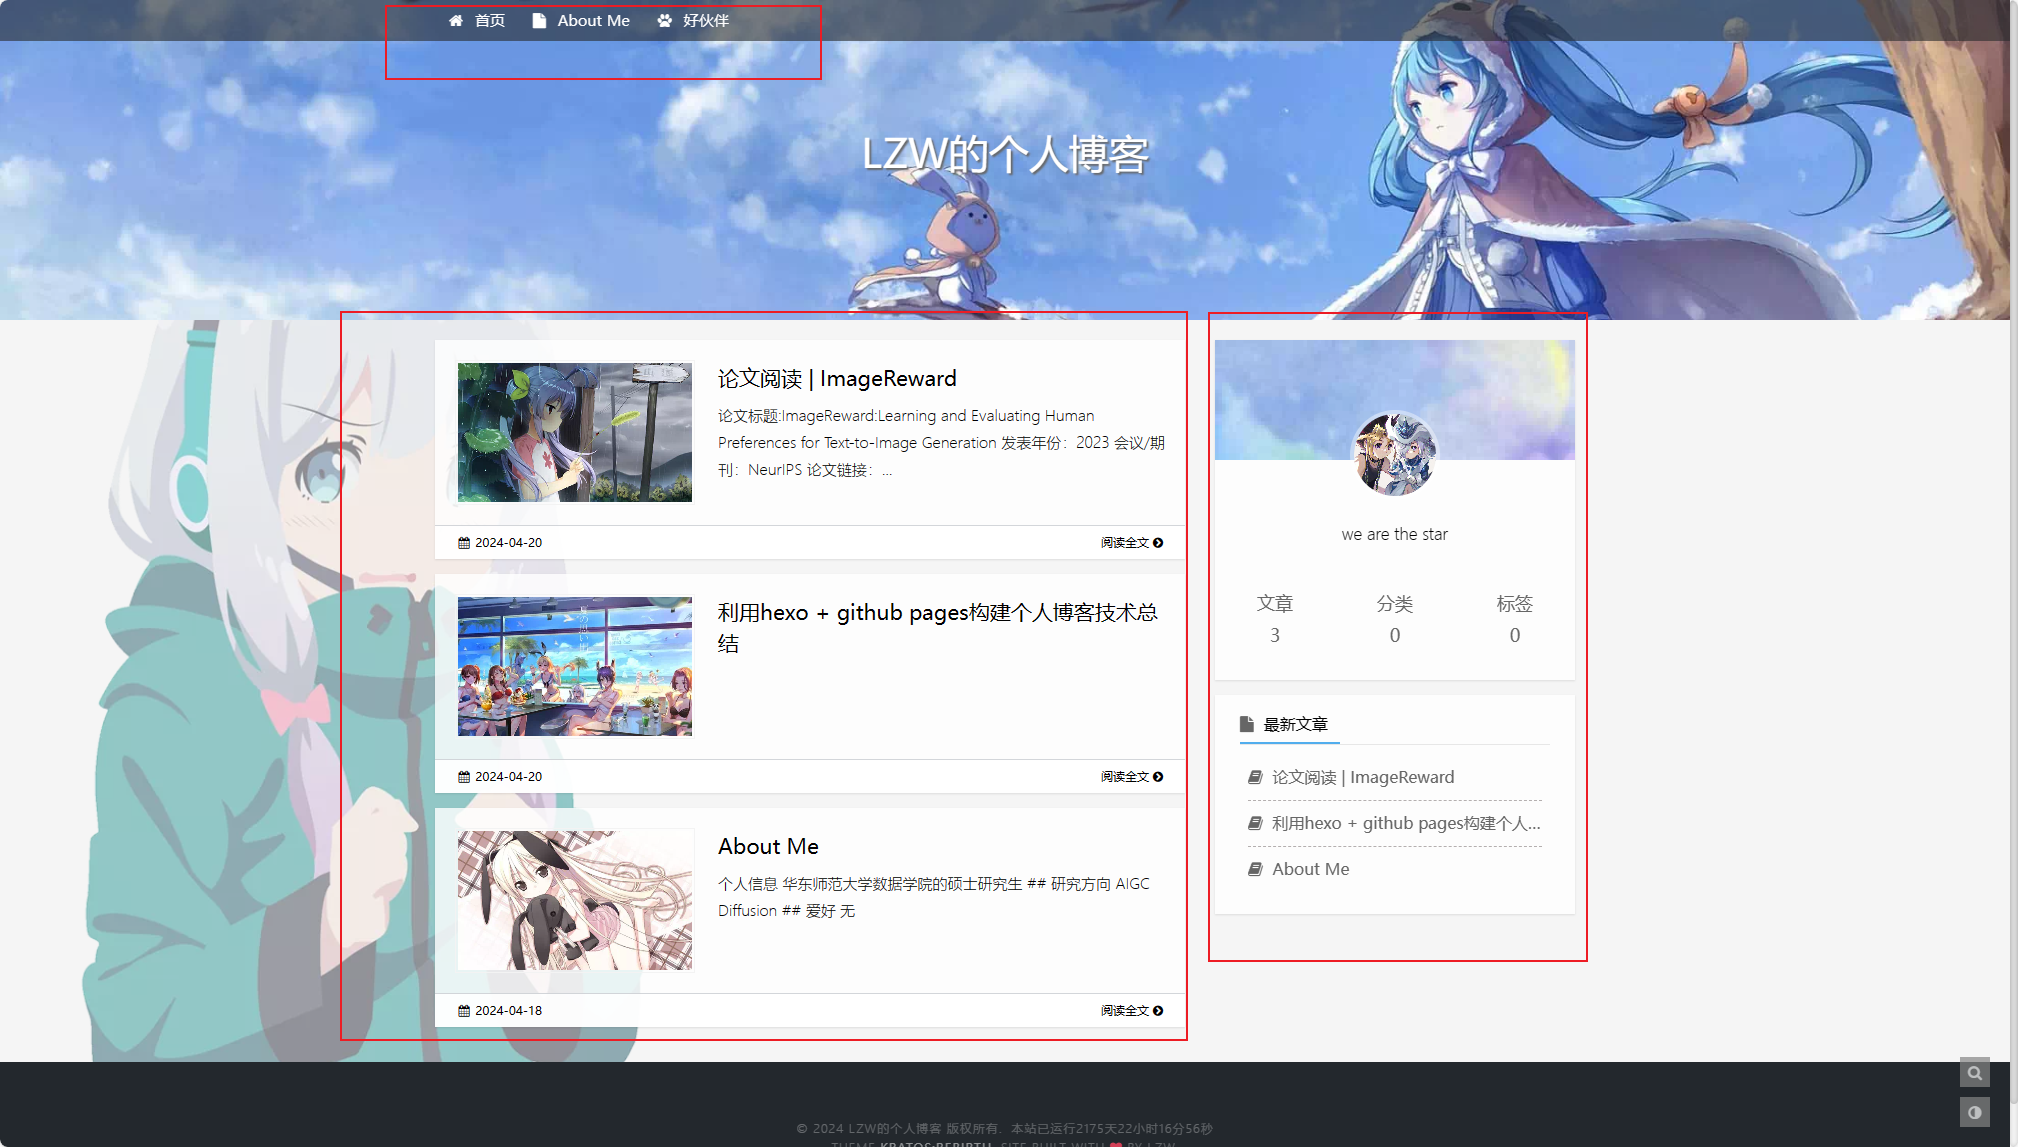 首页 About Me 好伙伴
LZW的个人博客
论文阅读 | ImageReward
论文标题:ImageReward:Learning and Evaluating Human
Preferences for Text-to-Image Generation 发表年份：2023 会议/期
刊：NeurIPS 论文链接：...
2024-04-20 阅读全文
利用hexo + github pages构建个人博客技术总
结
2024-04-20 阅读全文
About Me
个人信息 华东师范大学数据学院的硕士研究生 ## 研究方向 AIGC
Diffusion ## 爱好 无
2024-04-18 阅读全文
we are the star
文章 分类 标签
3 0 0
最新文章
论文阅读 | ImageReward
利用hexo + github pages构建个人...
About Me
© 2024 LZW的个人博客 版权所有. 本站已运行2175天22小时16分56秒
THEME KRATOS:REBIRTH. SITE BUILT WITH ❤ BY LZW.